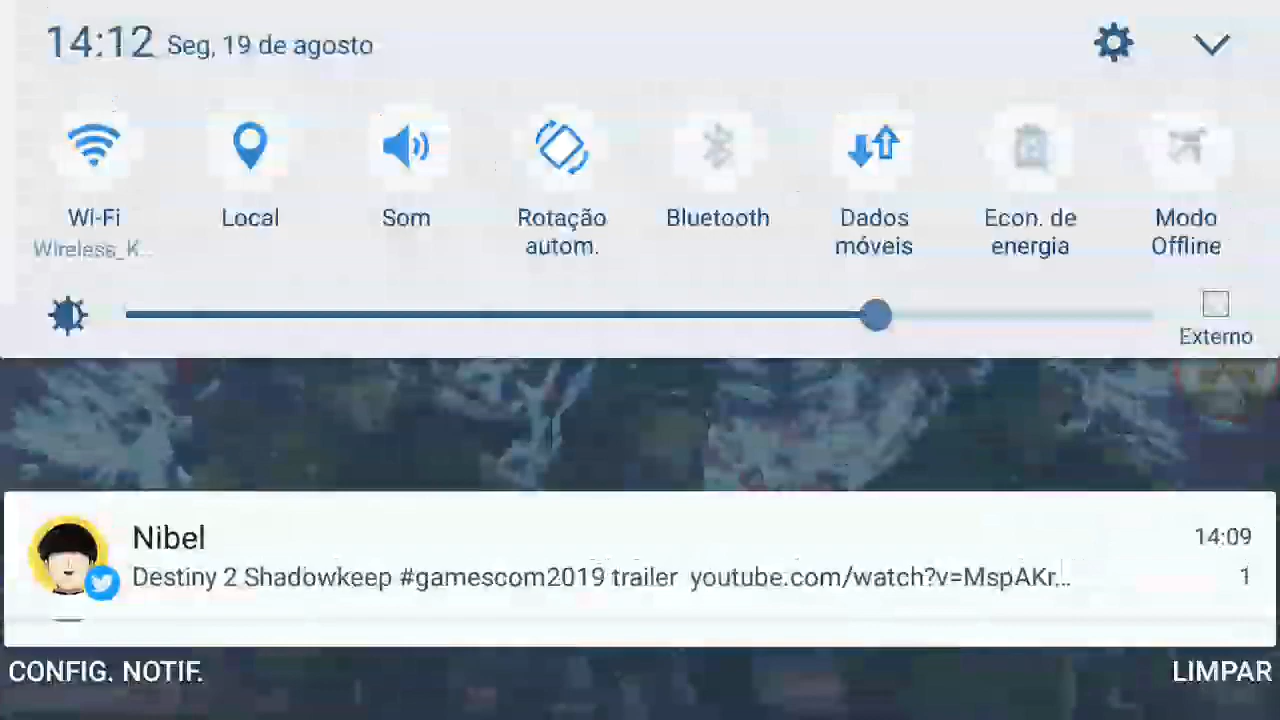 14:12 Seg, 19 de agosto
Wi-Fi
Wireless_K...
Local
Som
Rotação
autom.
Bluetooth
Dados
móveis
Econ. de
energia
Modo
Offline
Externo
Nibel 14:09
Destiny 2 Shadowkeep #gamescom2019 trailer youtube.com/watch?v=MspAKr... 1
CONFIG. NOTIF. LIMPAR